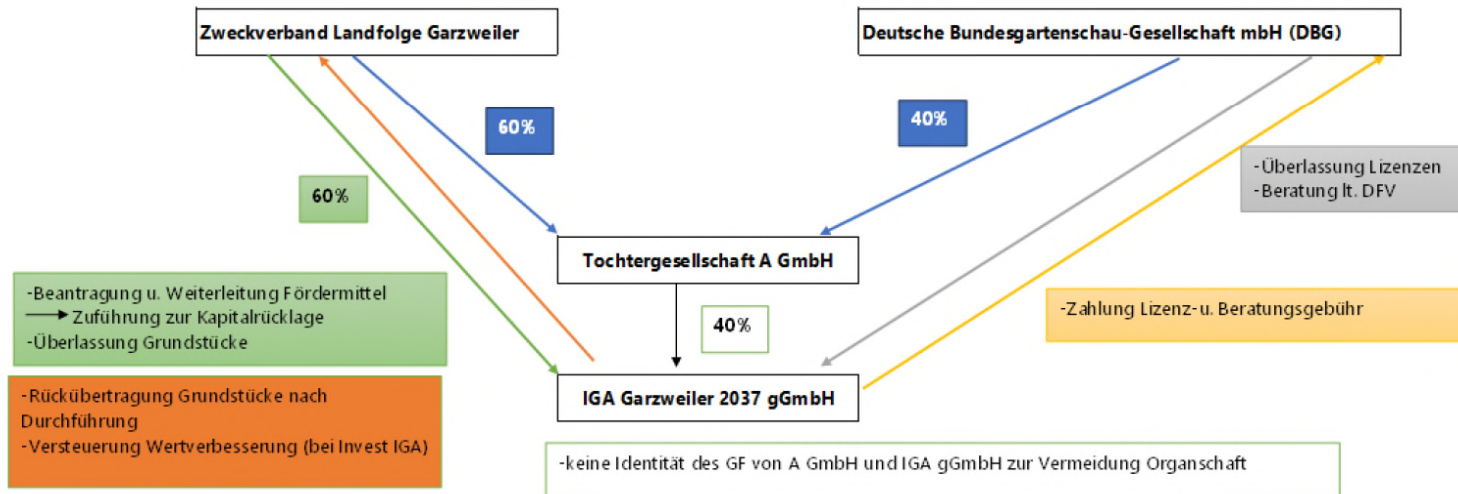 Zweckverband Landfolge Garzweiler
Deutsche Bundesgartenschau-Gesellschaft mbH (DBG)
60%
40%
60%
-Überlassung Lizenzen
-Beratung lt. DFV
Tochtergesellschaft A GmbH
-Beantragung u. Weiterleitung Fördermittel
Zuführung zur Kapitalrücklage
-Überlassung Grundstücke
40%
-Zahlung Lizenz-u. Beratungsgebühr
-Rückübertragung Grundstücke nach
Durchführung
-Versteuerung Wertverbesserung (bei Invest IGA)
IGA Garzweiler 2037 gGmbH
-keine Identität des GF von A GmbH und IGA gGmbH zur Vermeidung Organschaft